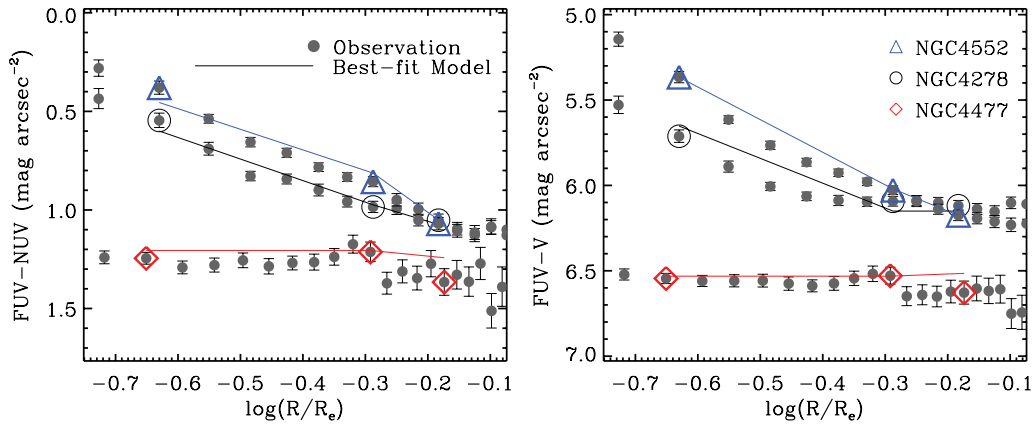 0.0
0.5
1.0
1.5
FUV−NUV (mag arcsec−2)
Observation
Best−fit Model
−0.7 −0.6 −0.5 −0.4 −0.3 −0.2 −0.1
log(R/Re)
5.0
5.5
6.0
6.5
7.0
FUV−V (mag arcsec−2)
NGC4552
NGC4278
NGC4477
−0.7 −0.6 −0.5 −0.4 −0.3 −0.2 −0.1
log(R/Re)